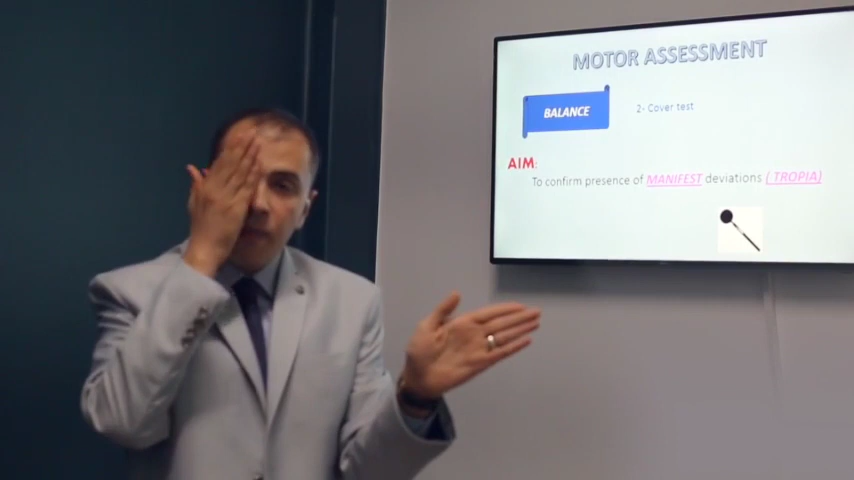 MOTOR ASSESSMENT
BALANCE
2- Cover test
AIM:
To confirm presence of MANIFEST deviations ( TROPIA)